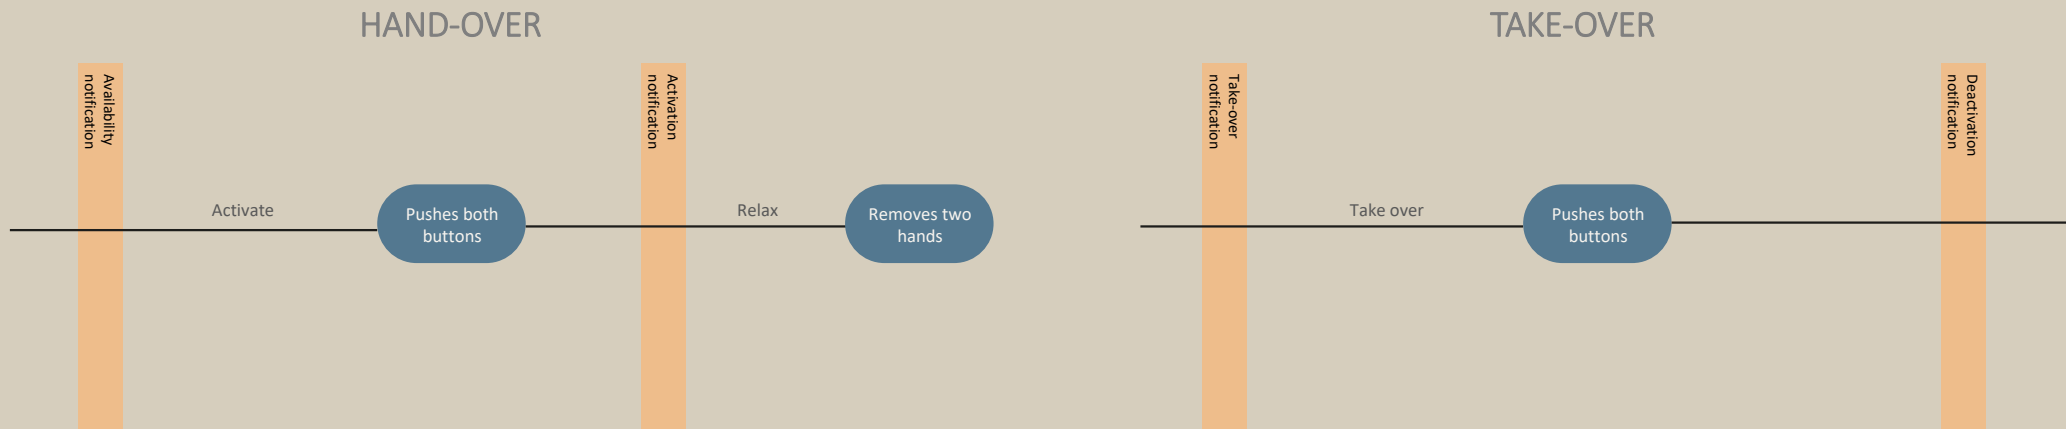 HAND-OVER
TAKE-OVER
Availability
notification
Activation
notification
Take-over
notification
Deactivation
notification
Activate
Pushes both
buttons
Relax
Removes two
hands
Take over
Pushes both
buttons